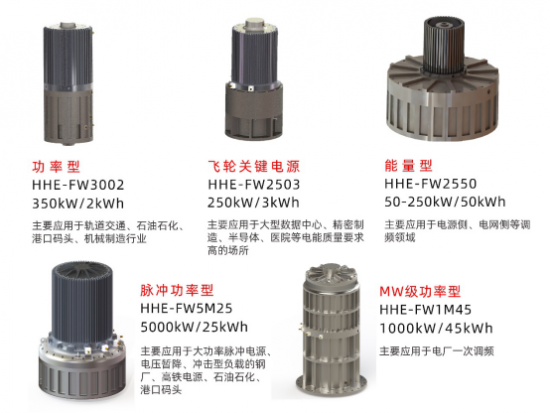 功率型
HHE-FW3002
350kW/2kWh
主要应用于轨道交通、石油石化、
港口码头、机械制造行业
飞轮关键电源
HHE-FW2503
250kW/3kWh
主要应用于大型数据中心、精密制
造、半导体、医院等电能质量要求
高的场所
能量型
HHE-FW2550
50-250kW/50kWh
主要应用于电源侧、电网侧等调
频领域
脉冲功率型
HHE-FW5M25
5000kW/25kWh
主要应用于大功率脉冲电源、
电压暂降、冲击型负载的钢
厂、高铁电源、石油石化、
港口码头
MW级功率型
HHE-FW1M45
1000kW/45kWh
主要应用于电厂一次调频